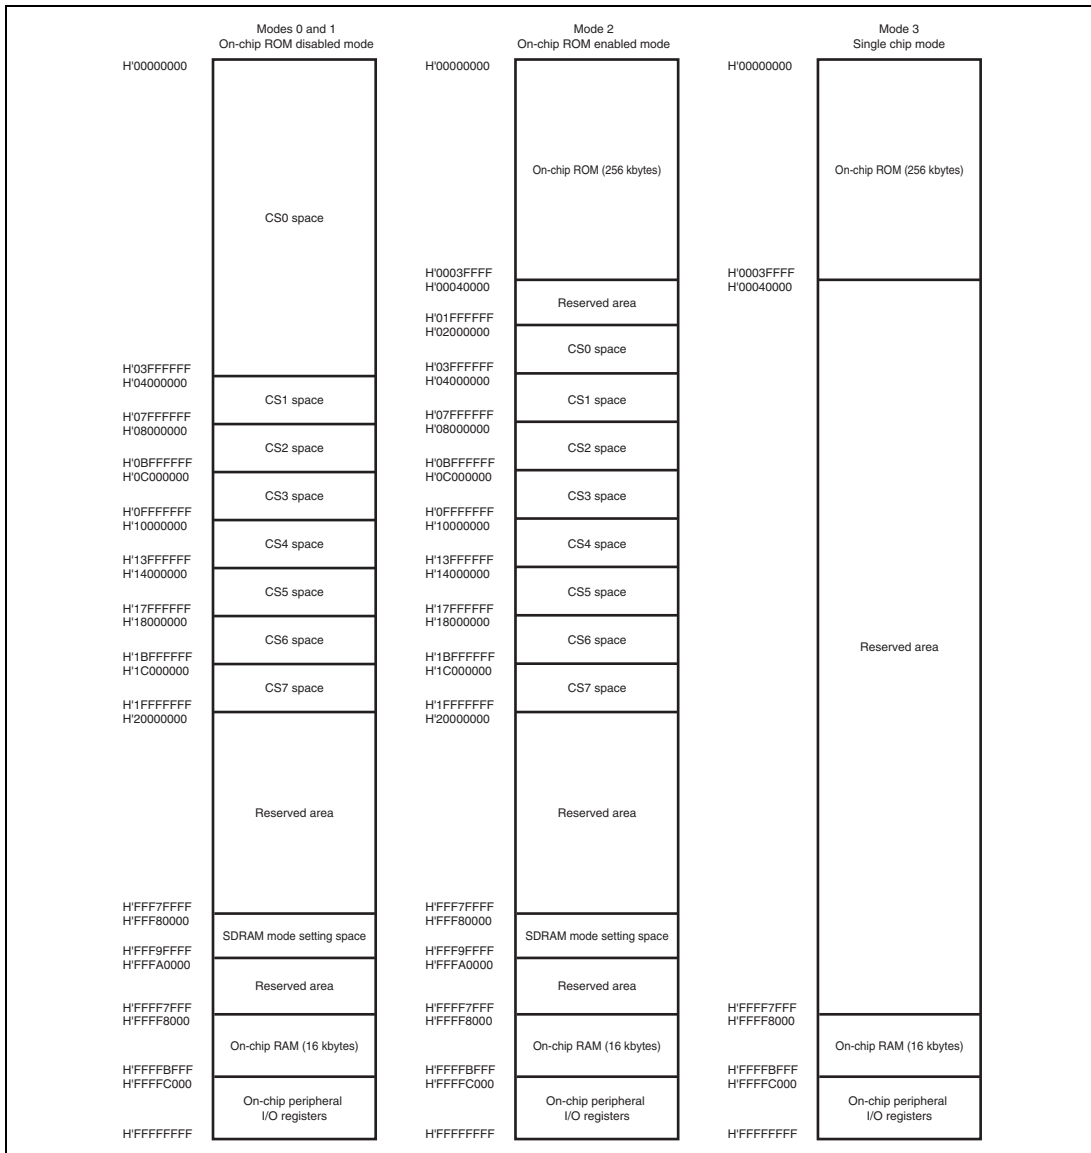 Modes 0 and 1
On-chip ROM disabled mode
H'00000000
CS0 space
H'03FFFFFF
H'04000000
CS1 space
H'07FFFFFF
H'08000000
CS2 space
H'0BFFFFFF
H'0C000000
CS3 space
H'0FFFFFFF
H'10000000
CS4 space
H'13FFFFFF
H'14000000
CS5 space
H'17FFFFFF
H'18000000
CS6 space
H'1BFFFFFF
H'1C000000
CS7 space
H'1FFFFFFF
H'20000000
Reserved area
H'FFF7FFFF
H'FFF80000
SDRAM mode setting space
H'FFF9FFFF
H'FFFA0000
Reserved area
H'FFFF7FFF
H'FFFF8000
On-chip RAM (16 kbytes)
H'FFFFBFFF
H'FFFFC000
On-chip peripheral
I/O registers
H'FFFFFFFF
Mode 2
On-chip ROM enabled mode
H'00000000
On-chip ROM (256 kbytes)
H'0003FFFF
H'00040000
Reserved area
H'01FFFFFF
H'02000000
CS0 space
H'03FFFFFF
H'04000000
CS1 space
H'07FFFFFF
H'08000000
CS2 space
H'0BFFFFFF
H'0C000000
CS3 space
H'0FFFFFFF
H'10000000
CS4 space
H'13FFFFFF
H'14000000
CS5 space
H'17FFFFFF
H'18000000
CS6 space
H'1BFFFFFF
H'1C000000
CS7 space
H'1FFFFFFF
H'20000000
Reserved area
H'FFF7FFFF
H'FFF80000
SDRAM mode setting space
H'FFF9FFFF
H'FFFA0000
Reserved area
H'FFFF7FFF
H'FFFF8000
On-chip RAM (16 kbytes)
H'FFFFBFFF
H'FFFFC000
On-chip peripheral
I/O registers
H'FFFFFFFF
Mode 3
Single chip mode
H'00000000
On-chip ROM (256 kbytes)
H'0003FFFF
H'00040000
Reserved area
H'FFFF7FFF
H'FFFF8000
On-chip RAM (16 kbytes)
H'FFFFBFFF
H'FFFFC000
On-chip peripheral
I/O registers
H'FFFFFFFF